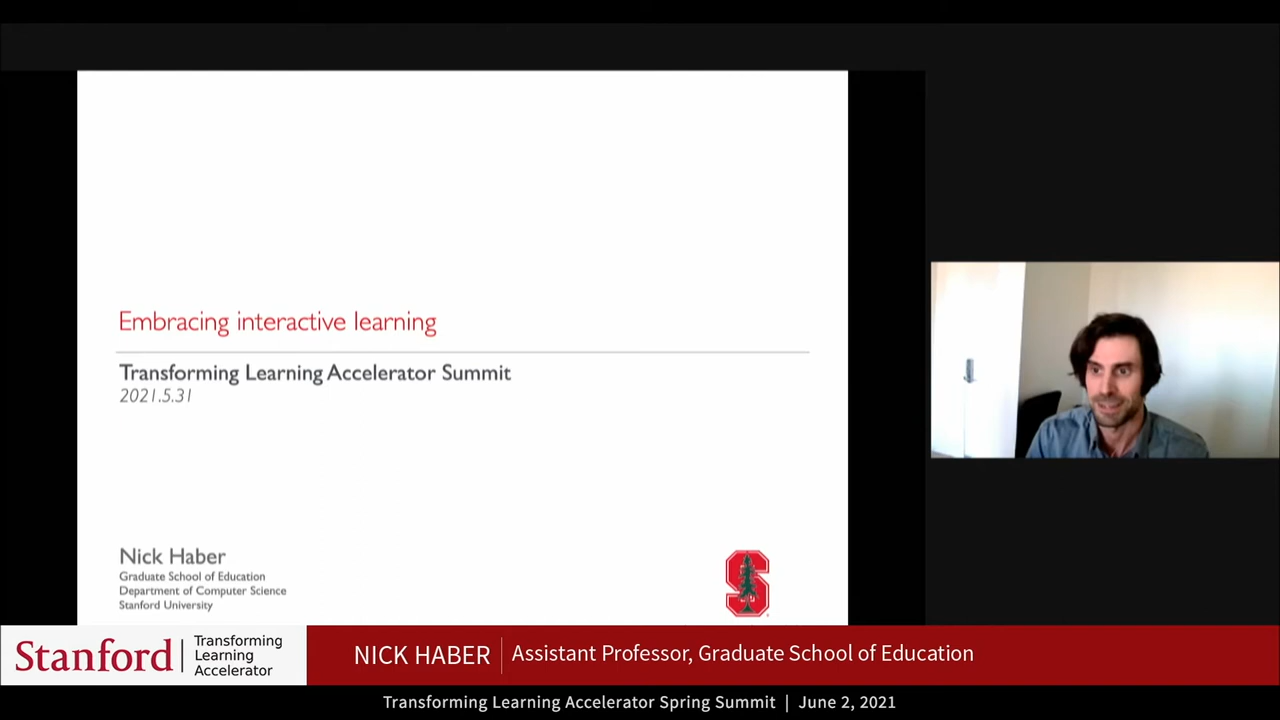 Embracing interactive learning
Transforming Learning Accelerator Summit
2021.5.31
Nick Haber
Graduate School of Education
Department of Computer Science
Stanford University
S
Stanford
Transforming
Learning
Accelerator
NICK HABER
Assistant Professor, Graduate School of Education
Transforming Learning Accelerator Spring Summit | June 2, 2021